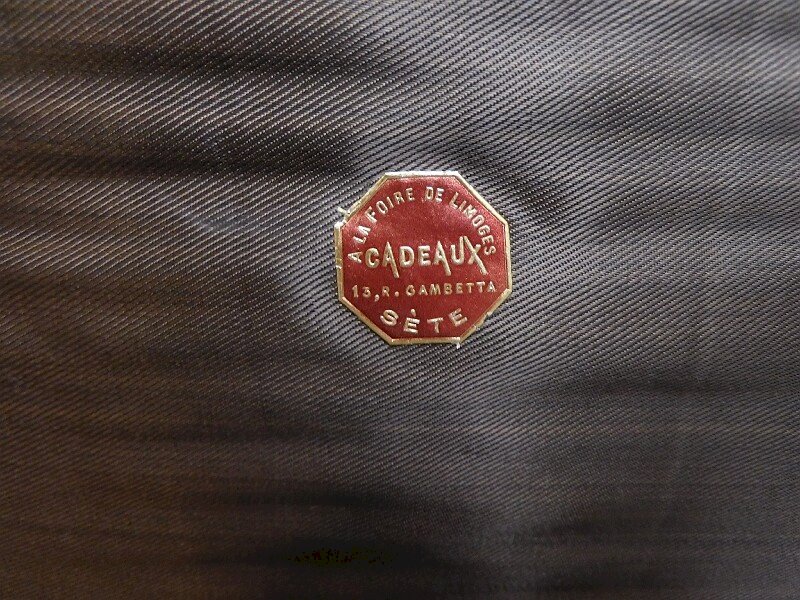 A LA FOIRE DE LIMOGES
CADEAUX
13, R. GAMBETTA
SÈTE